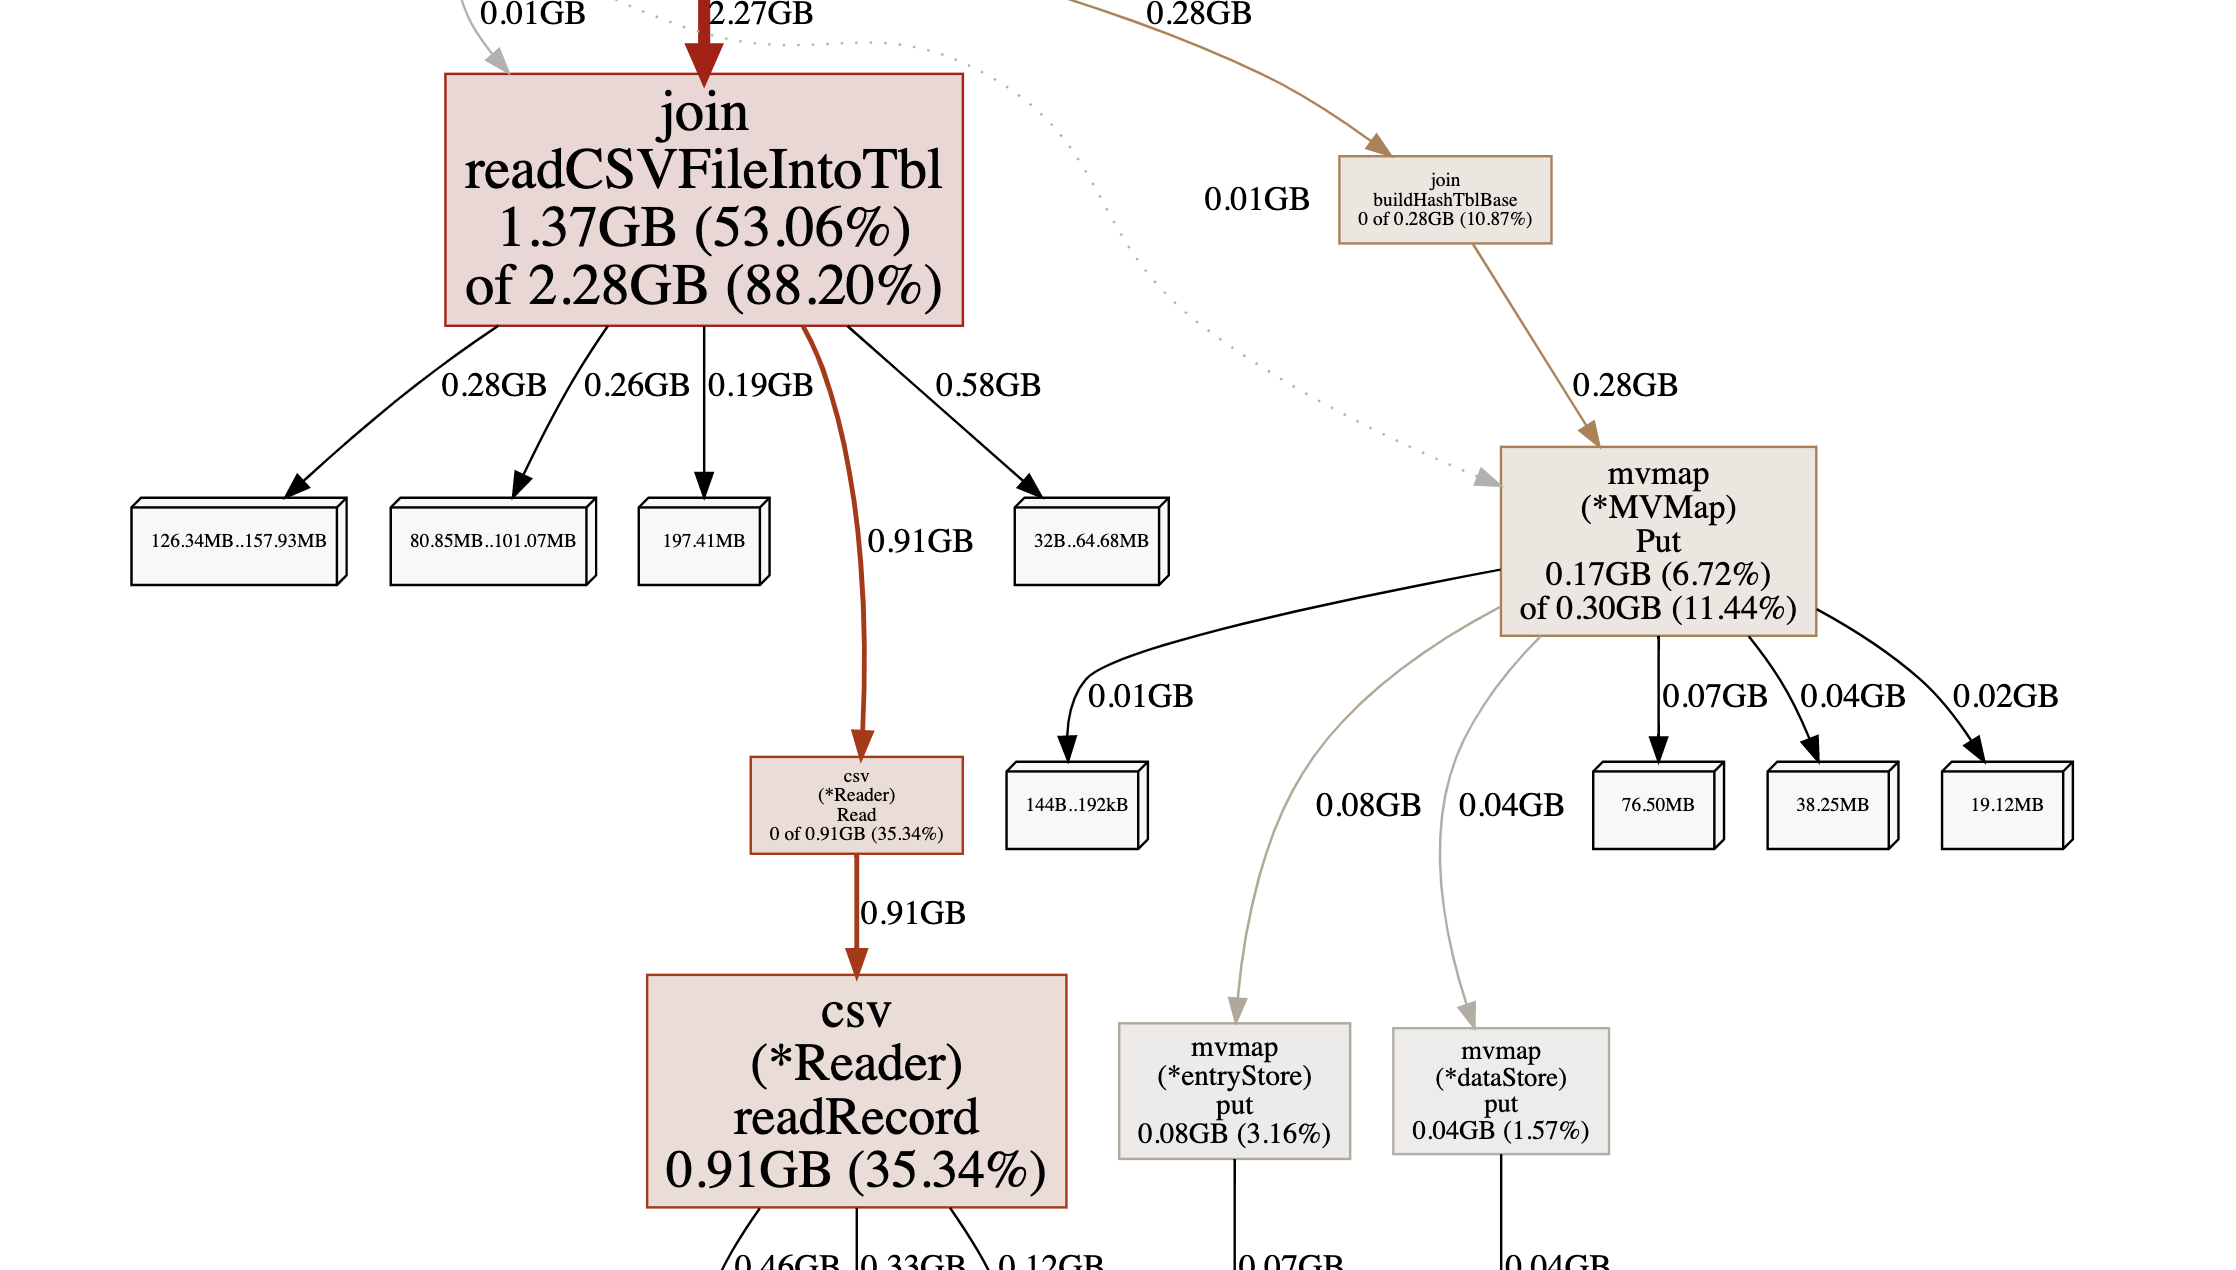 0.01GB
2.27GB
0.28GB
join
readCSVFileIntoTbl
1.37GB (53.06%)
of 2.28GB (88.20%)
0.01GB
join
buildHashTblBase
0 of 0.28GB (10.87%)
0.28GB
0.26GB
0.19GB
0.58GB
0.28GB
126.34MB..157.93MB
80.85MB..101.07MB
197.41MB
32B..64.68MB
0.91GB
mvmap
(*MVMap)
Put
0.17GB (6.72%)
of 0.30GB (11.44%)
0.01GB
0.07GB
0.04GB
0.02GB
csv
(*Reader)
Read
0 of 0.91GB (35.34%)
144B..192kB
0.08GB
0.04GB
76.50MB
38.25MB
19.12MB
0.91GB
csv
(*Reader)
readRecord
0.91GB (35.34%)
mvmap
(*entryStore)
put
0.08GB (3.16%)
mvmap
(*dataStore)
put
0.04GB (1.57%)
0.46GB
0.33GB
0.12GB
0.07GB
0.04GB